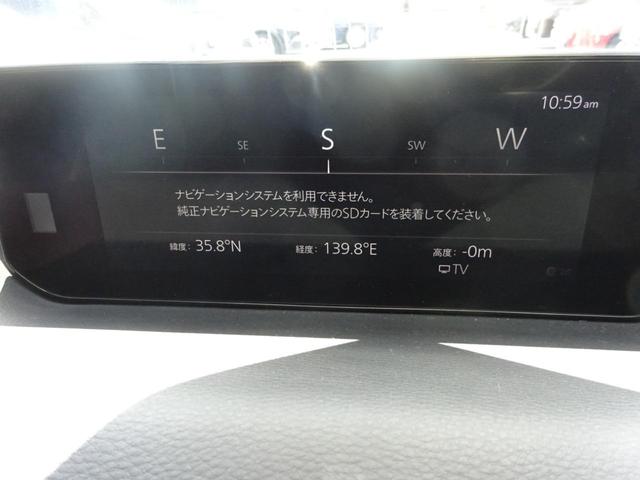 10:59am
E SE S SW W
ナビゲーションシステムを利用できません。
純正ナビゲーションシステム専用のSDカードを装着してください。
緯度: 35.8°N 経度: 139.8°E 高度: -0m
TV